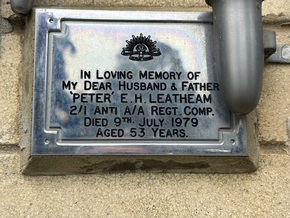 IN LOVING MEMORY OF
MY DEAR HUSBAND & FATHER
'PETER' E. H. LEATHEAM
2/1 ANTI A/A REGT. COMP.
DIED 9TH. JULY 1979
AGED 53 YEARS.